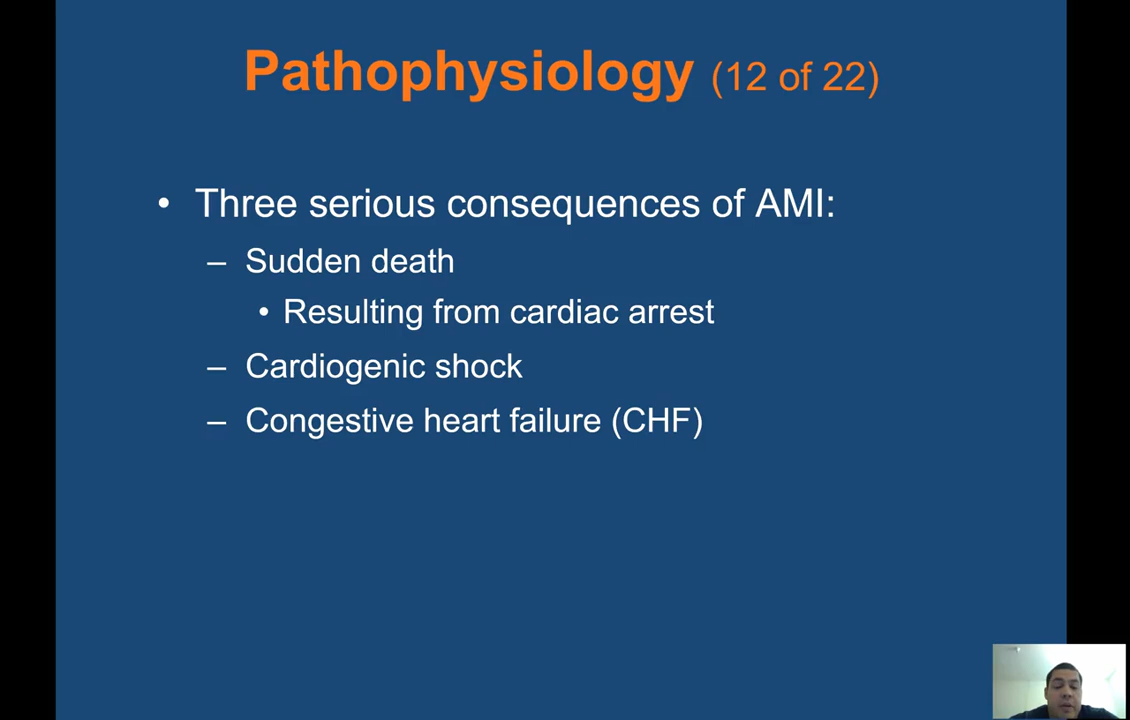 Pathophysiology (12 of 22)
• Three serious consequences of AMI:
– Sudden death
• Resulting from cardiac arrest
– Cardiogenic shock
– Congestive heart failure (CHF)